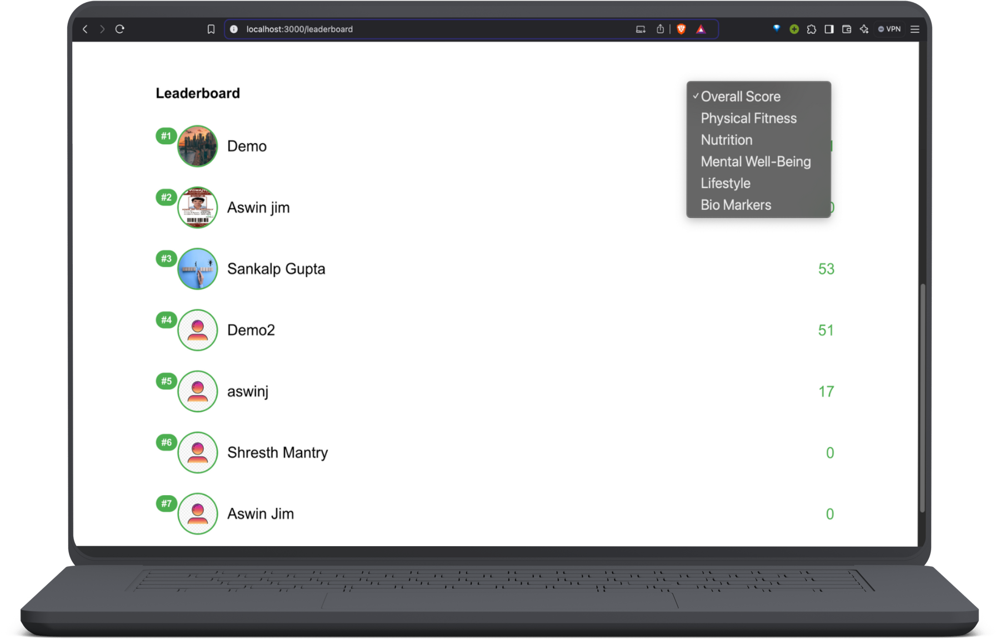 localhost:3000/leaderboard
VPN
Leaderboard
✓ Overall Score
Physical Fitness
Nutrition
Mental Well-Being
Lifestyle
Bio Markers
#1
Demo
#2
Aswin jim
#3
Sankalp Gupta
53
#4
Demo2
51
#5
aswinj
17
#6
Shresth Mantry
0
#7
Aswin Jim
0